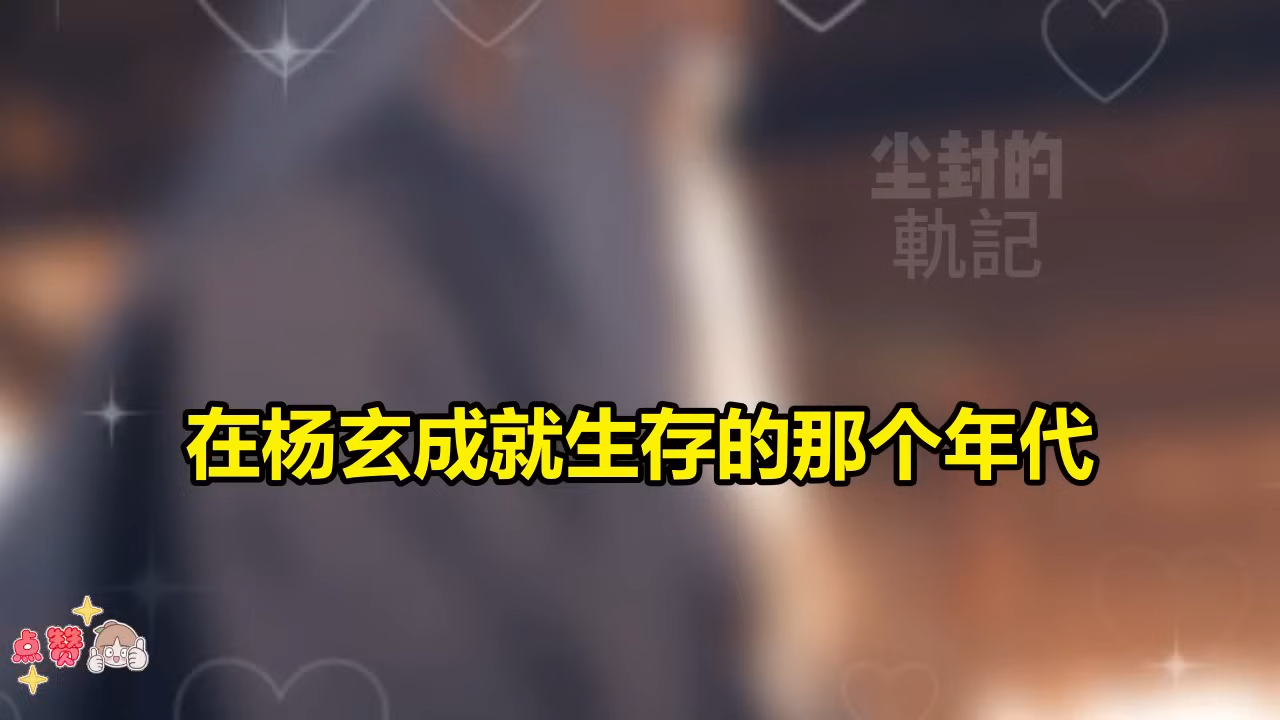 尘封的
軌記
在杨玄成就生存的那个年代
点赞